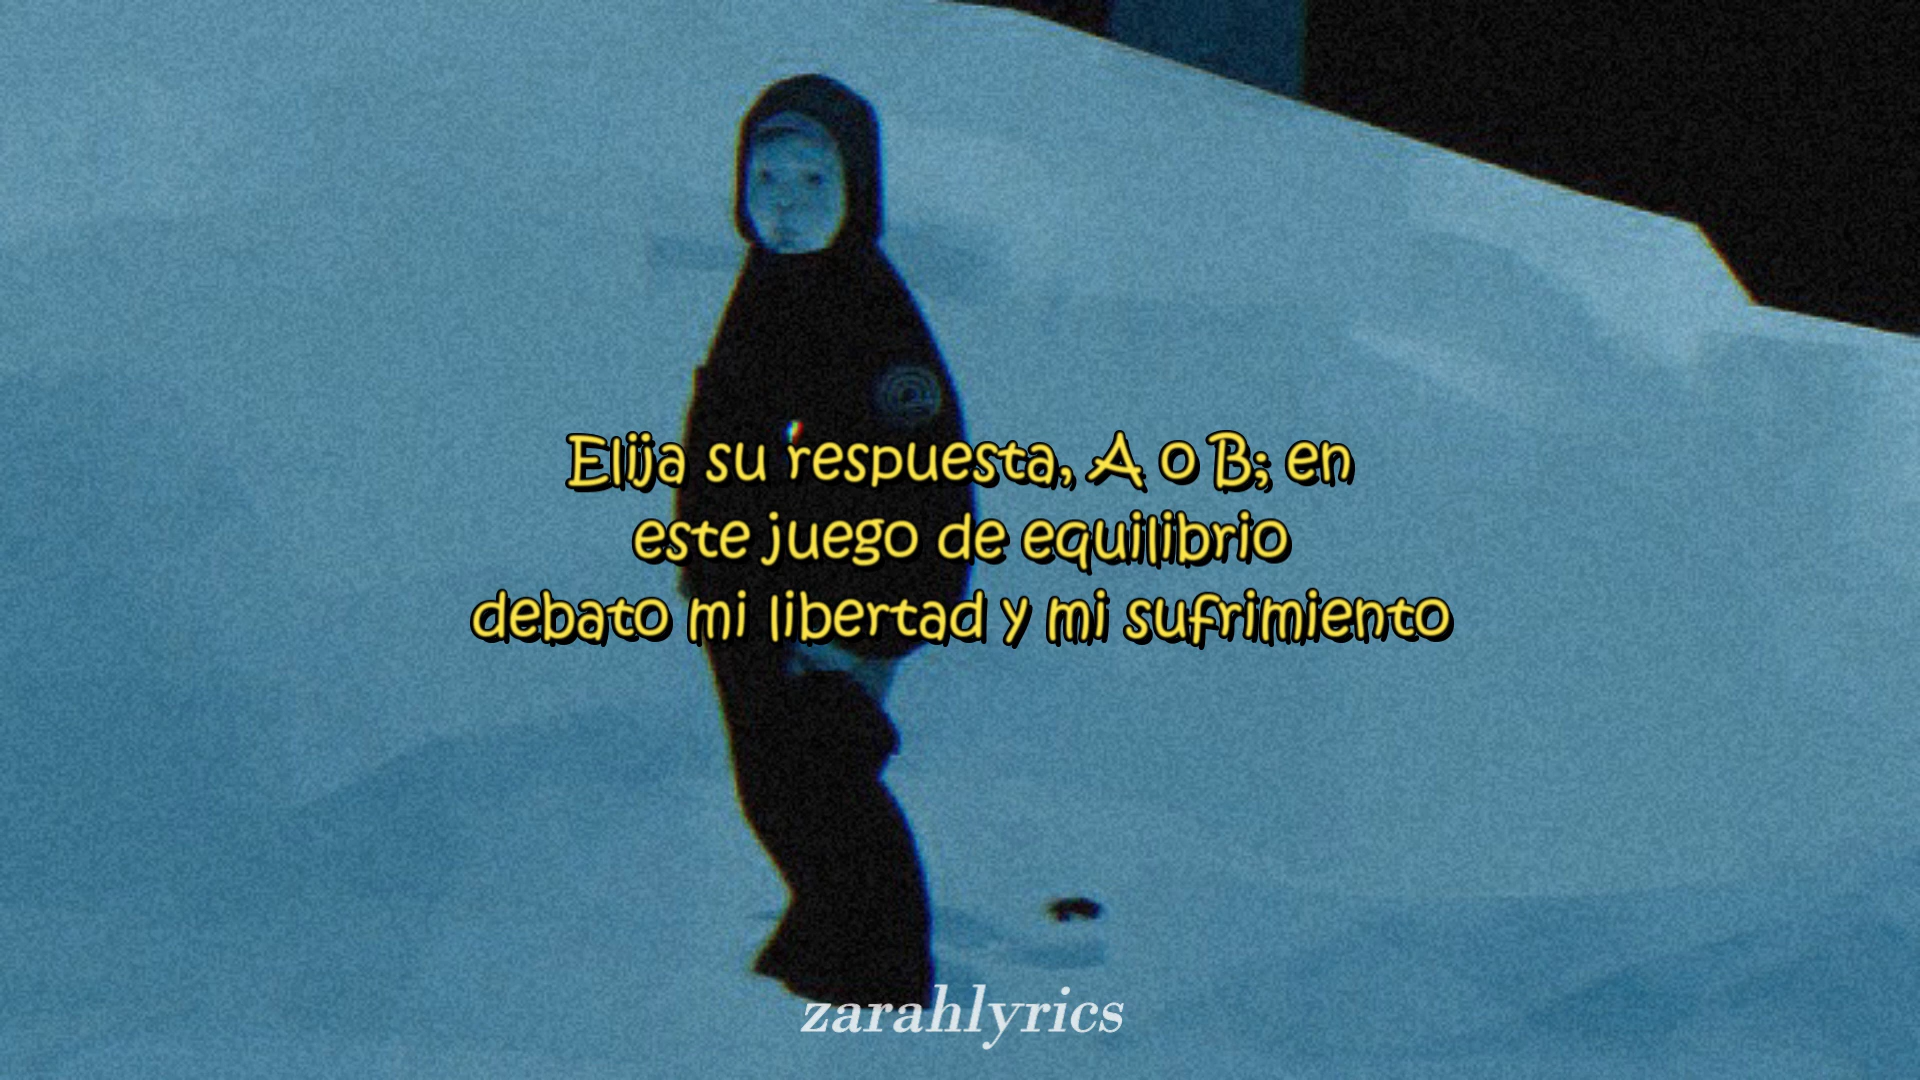 Elija su respuesta, A o B; en
este juego de equilibrio
debato mi libertad y mi sufrimiento
zarahlyrics